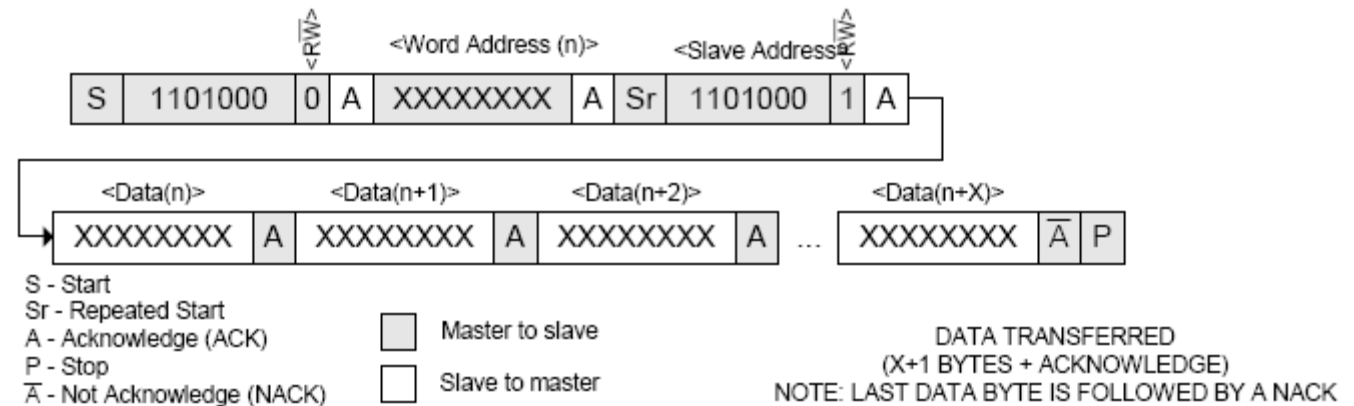 <RW̅>
<Word Address (n)>
<Slave Address>
<RW̅>
S 1101000 0 A XXXXXXXX A Sr 1101000 1 A
<Data(n)> <Data(n+1)> <Data(n+2)> <Data(n+X)>
XXXXXXXX A XXXXXXXX A XXXXXXXX A ... XXXXXXXX A̅ P
S - Start
Sr - Repeated Start
A - Acknowledge (ACK)
P - Stop
A̅ - Not Acknowledge (NACK)
Master to slave
Slave to master
DATA TRANSFERRED
(X+1 BYTES + ACKNOWLEDGE)
NOTE: LAST DATA BYTE IS FOLLOWED BY A NACK